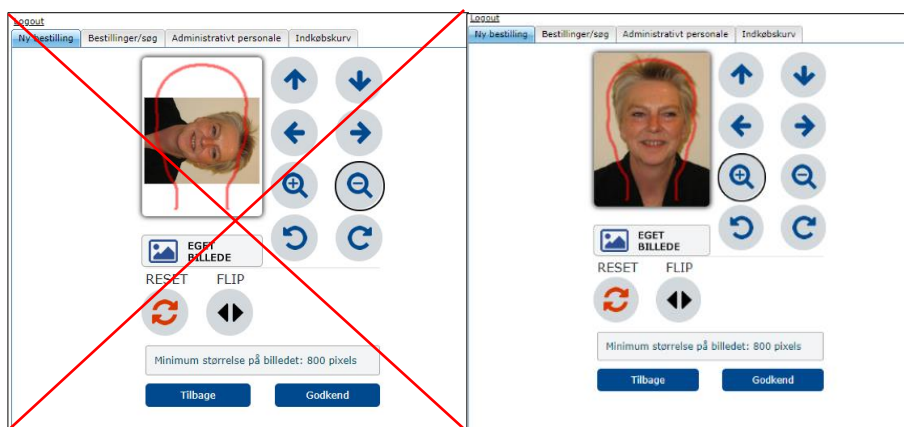 Logout
Ny bestilling Bestillinger/søg Administrativt personale Indkøbskurv
EGET
BILLEDE
RESET FLIP
Minimum størrelse på billedet: 800 pixels
Tilbage Godkend
Logout
Ny bestilling Bestillinger/søg Administrativt personale Indkøbskurv
EGET
BILLEDE
RESET FLIP
Minimum størrelse på billedet: 800 pixels
Tilbage Godkend